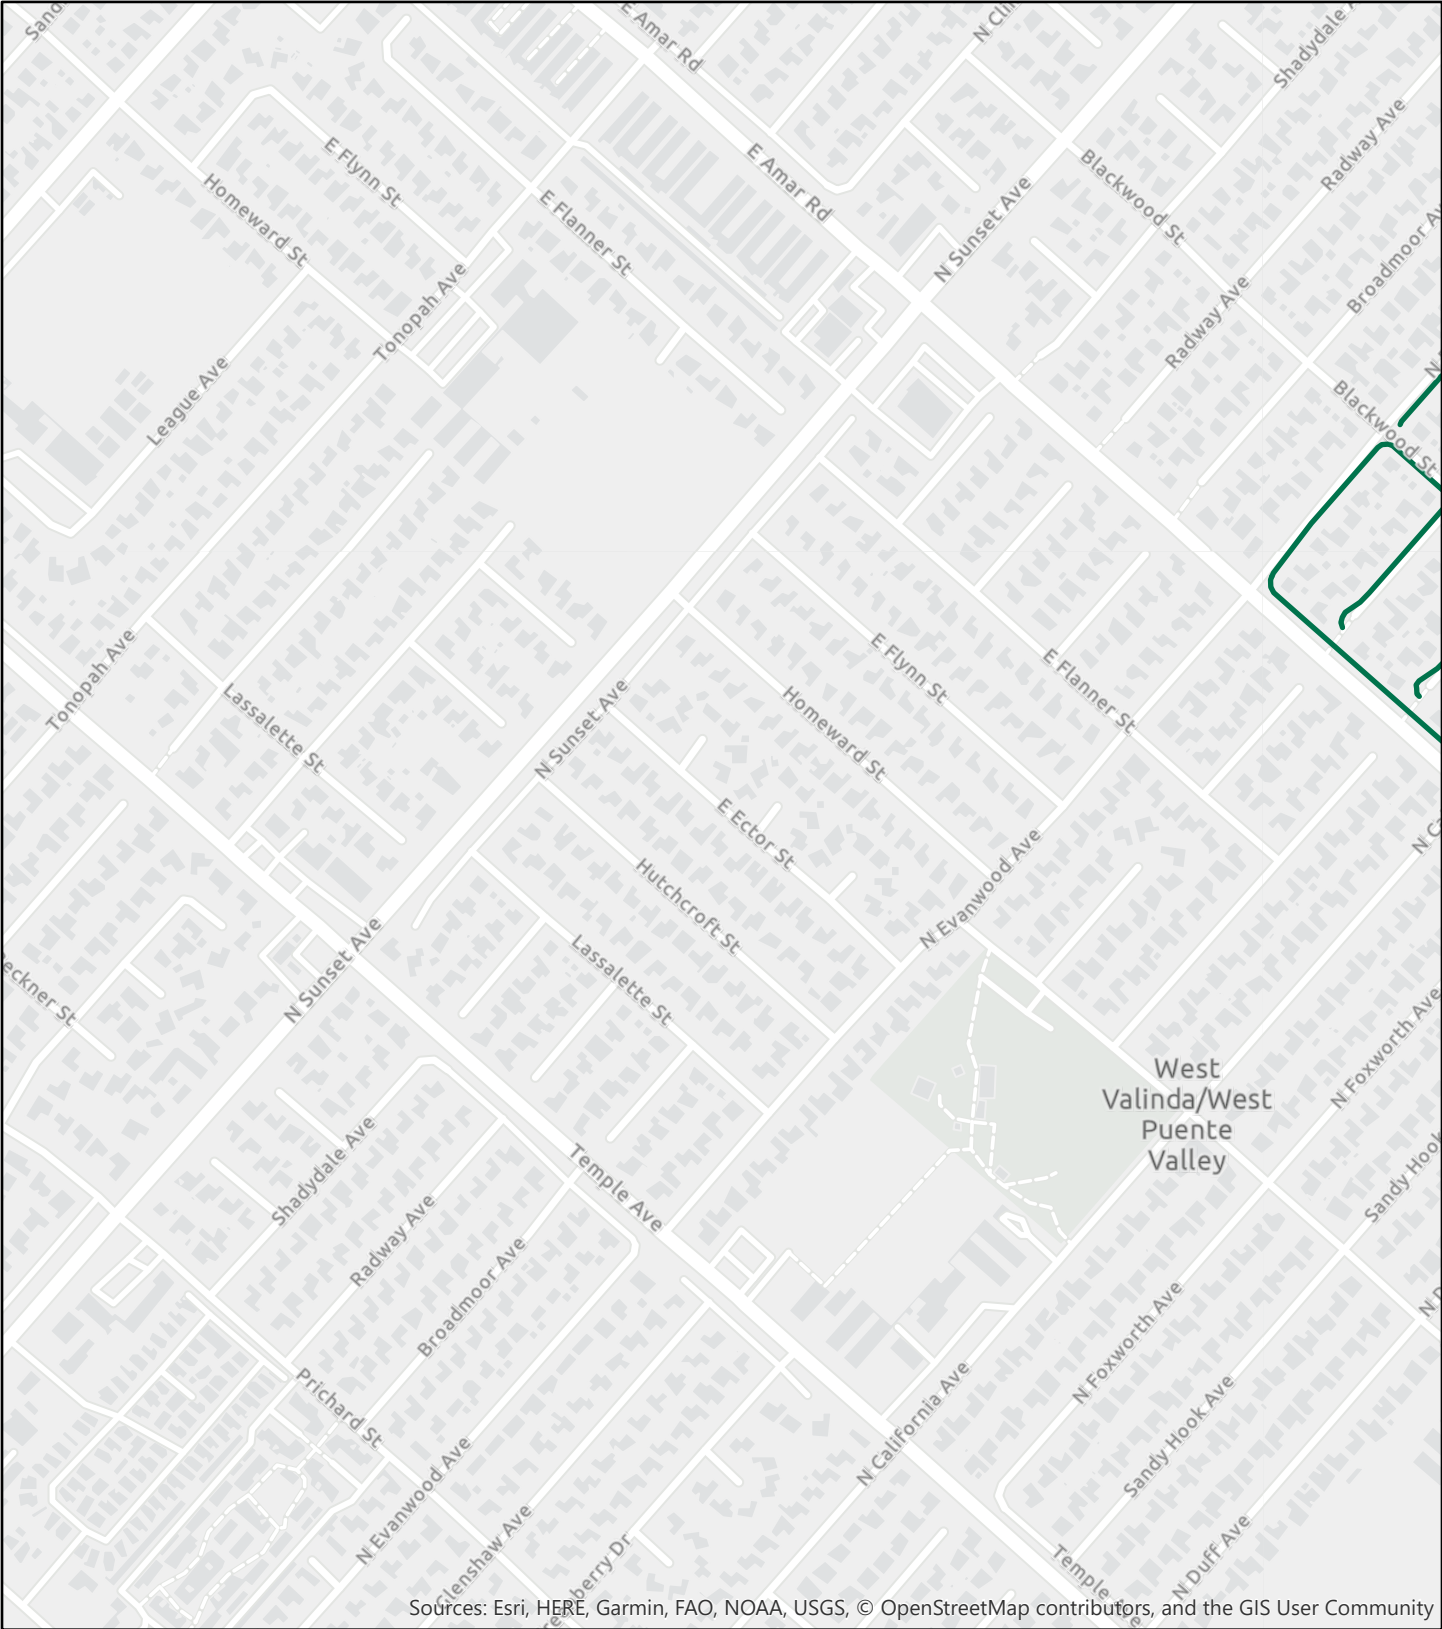 E Amar Rd
Blackwood St
Radway Ave
E Flynn St
E Flanner St
E Amar Rd
N Sunset Ave
Homeward St
Tonopah Ave
Radway Ave
League Ave
Blackwood St
Tonopah Ave
Lassalette St
N Sunset Ave
E Flynn St
E Flanner St
Homeward St
E Ector St
Hutchcroft St
N Evanwood Ave
Lassalette St
N Sunset Ave
N Foxworth Ave
West
Valinda/West
Puente
Valley
Shadydale Ave
Temple Ave
Radway Ave
Broadmoor Ave
Sandy Hook
N Foxworth Ave
Prichard St
N California Ave
Sandy Hook Ave
N Evanwood Ave
Glenshaw Ave
N Duff Ave
Temple Ave
Sources: Esri, HERE, Garmin, FAO, NOAA, USGS, © OpenStreetMap contributors, and the GIS User Community